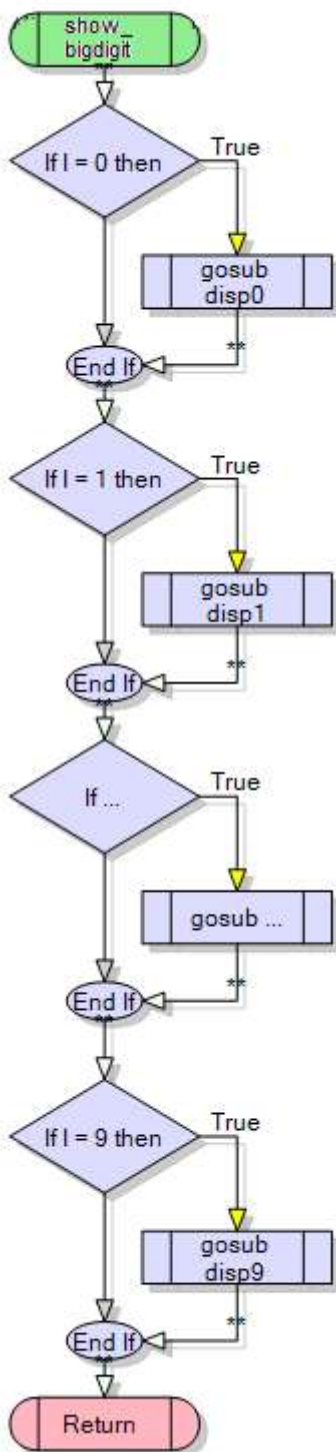 show_
bigdigit
**
If I = 0 then
True
gosub
disp0
**
End If
**
If I = 1 then
True
gosub
disp1
**
End If
**
If ...
True
gosub ...
**
End If
**
If I = 9 then
True
gosub
disp9
**
End If
**
Return